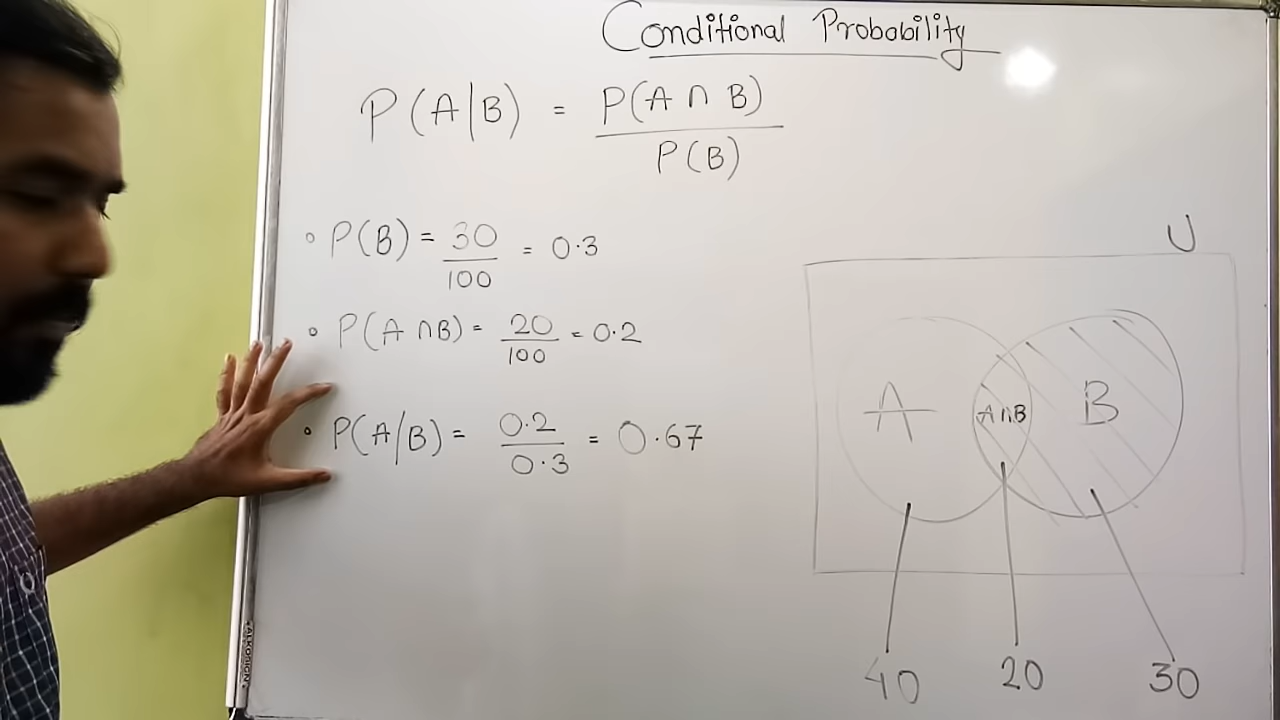 Conditional Probability
P(A|B) = P(A ∩ B) / P(B)
• P(B) = 30/100 = 0.3
• P(A ∩ B) = 20/100 = 0.2
• P(A|B) = 0.2/0.3 = 0.67
U
A
A∩B
B
40
20
30
ALKOSIGN